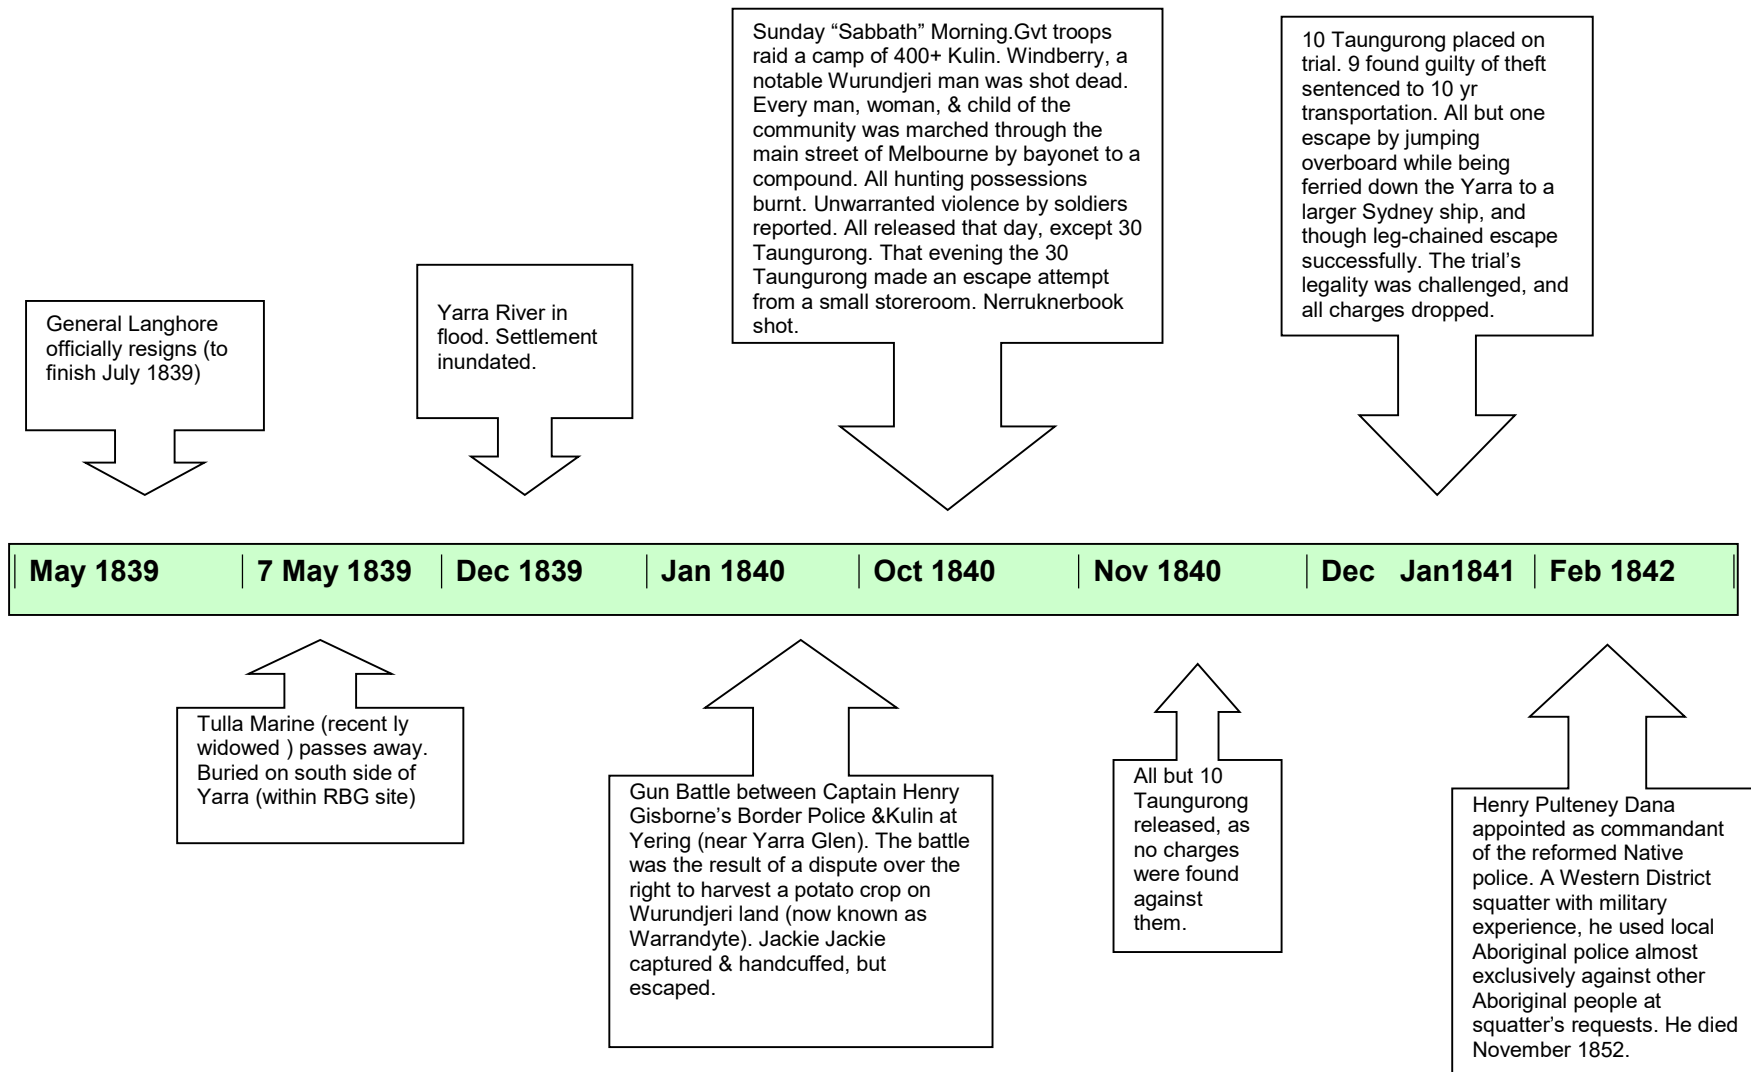 Sunday “Sabbath” Morning.Gvt troops
raid a camp of 400+ Kulin. Windberry, a
notable Wurundjeri man was shot dead.
Every man, woman, & child of the
community was marched through the
main street of Melbourne by bayonet to a
compound. All hunting possessions
burnt. Unwarranted violence by soldiers
reported. All released that day, except 30
Taungurong. That evening the 30
Taungurong made an escape attempt
from a small storeroom. Nerruknerbook
shot.
10 Taungurong placed on
trial. 9 found guilty of theft
sentenced to 10 yr
transportation. All but one
escape by jumping
overboard while being
ferried down the Yarra to a
larger Sydney ship, and
though leg-chained escape
successfully. The trial’s
legality was challenged, and
all charges dropped.
General Langhore
officially resigns (to
finish July 1839)
Yarra River in
flood. Settlement
inundated.
May 1839 7 May 1839 Dec 1839 Jan 1840 Oct 1840 Nov 1840 Dec Jan1841 Feb 1842
Tulla Marine (recent ly
widowed ) passes away.
Buried on south side of
Yarra (within RBG site)
Gun Battle between Captain Henry
Gisborne’s Border Police &Kulin at
Yering (near Yarra Glen). The battle
was the result of a dispute over the
right to harvest a potato crop on
Wurundjeri land (now known as
Warrandyte). Jackie Jackie
captured & handcuffed, but
escaped.
All but 10
Taungurong
released, as
no charges
were found
against
them.
Henry Pulteney Dana
appointed as commandant
of the reformed Native
police. A Western District
squatter with military
experience, he used local
Aboriginal police almost
exclusively against other
Aboriginal people at
squatter’s requests. He died
November 1852.